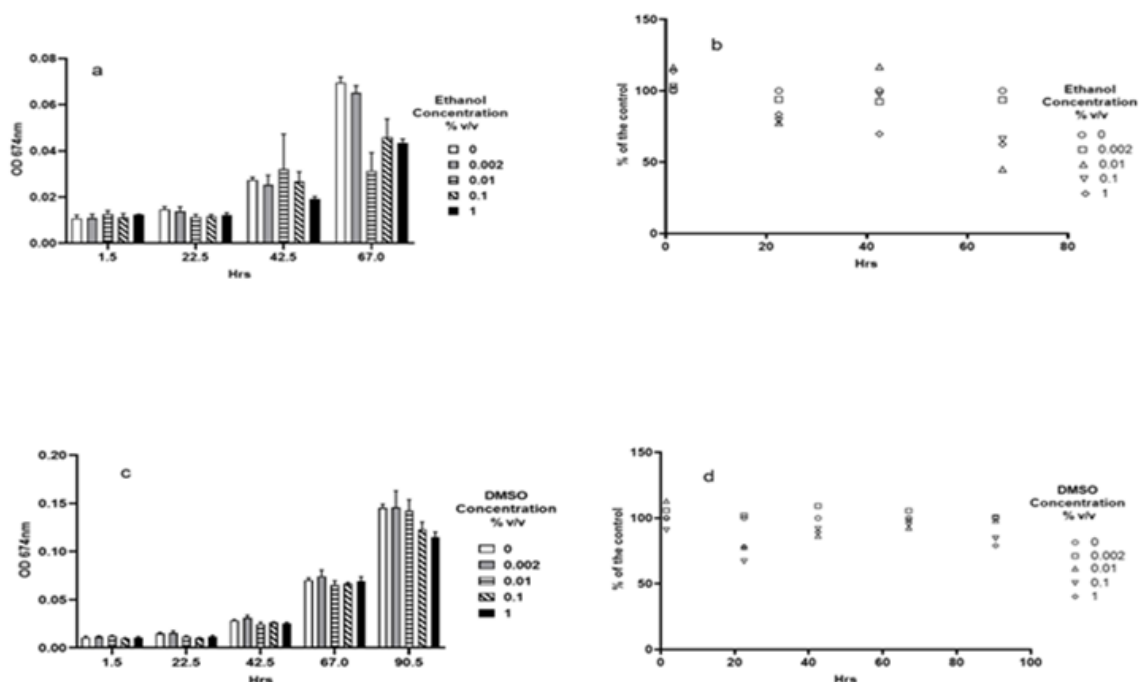 a
OD 674nm
0.08
0.06
0.04
0.02
0.00
1.5 22.5 42.5 67.0
Hrs
Ethanol
Concentration
% v/v
0
0.002
0.01
0.1
1
b
% of the control
150
100
50
0
0 20 40 60 80
Hrs
Ethanol
Concentration
% v/v
0
0.002
0.01
0.1
1
c
OD 674nm
0.20
0.15
0.10
0.05
0.00
1.5 22.5 42.5 67.0 90.5
Hrs
DMSO
Concentration
% v/v
0
0.002
0.01
0.1
1
d
% of the control
150
100
50
0
0 20 40 60 80 100
Hrs
DMSO
Concentration
% v/v
0
0.002
0.01
0.1
1